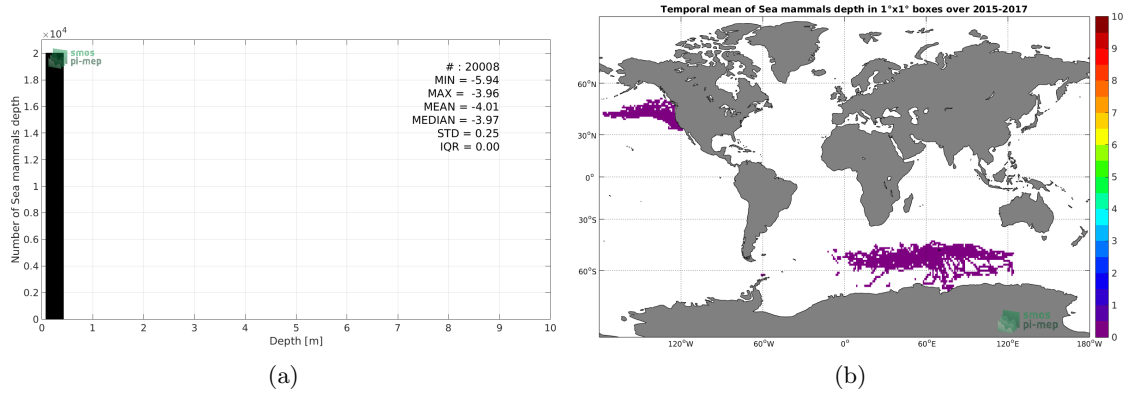 ×10⁴
smos
pi-mep
# : 20008
MIN = -5.94
MAX = -3.96
MEAN = -4.01
MEDIAN = -3.97
STD = 0.25
IQR = 0.00
Number of Sea mammals depth
2
1.8
1.6
1.4
1.2
1
0.8
0.6
0.4
0.2
0
0 1 2 3 4 5 6 7 8 9 10
Depth [m]
(a)
Temporal mean of Sea mammals depth in 1°x1° boxes over 2015-2017
60°N
30°N
0°
30°S
60°S
120°W 60°W 0° 60°E 120°E 180°W
smos
pi-mep
10
9
8
7
6
5
4
3
2
1
0
(b)